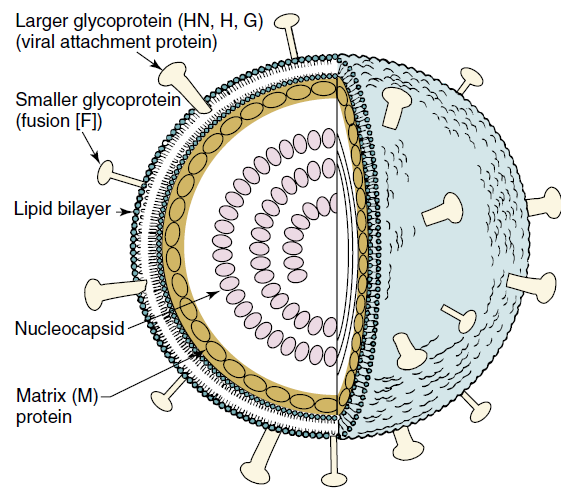 Larger glycoprotein (HN, H, G)
(viral attachment protein)
Smaller glycoprotein
(fusion [F])
Lipid bilayer
Nucleocapsid
Matrix (M)
protein